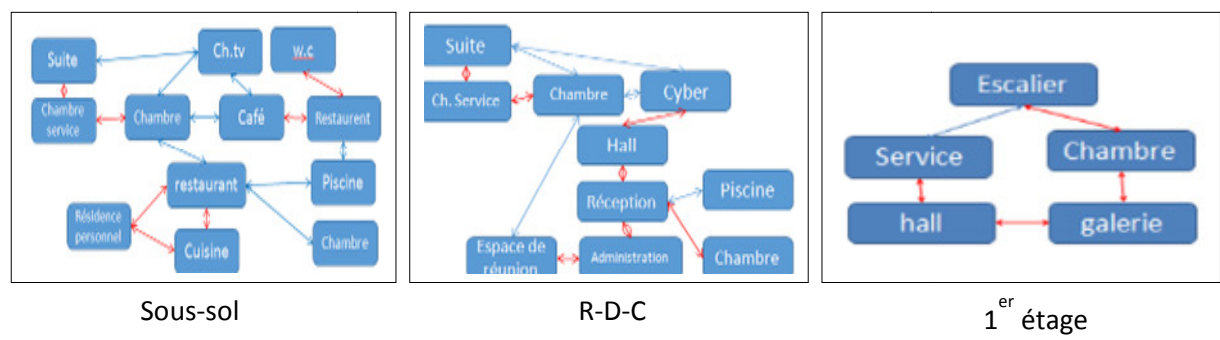 Suite
Ch.tv
w.c
Chambre
service
Chambre
Café
Restaurent
restaurant
Piscine
Résidence
personnel
Cuisine
Chambre
Sous-sol
Suite
Ch. Service
Chambre
Cyber
Hall
Réception
Piscine
Espace de
réunion
Administration
Chambre
R-D-C
Escalier
Service
Chambre
hall
galerie
1er étage